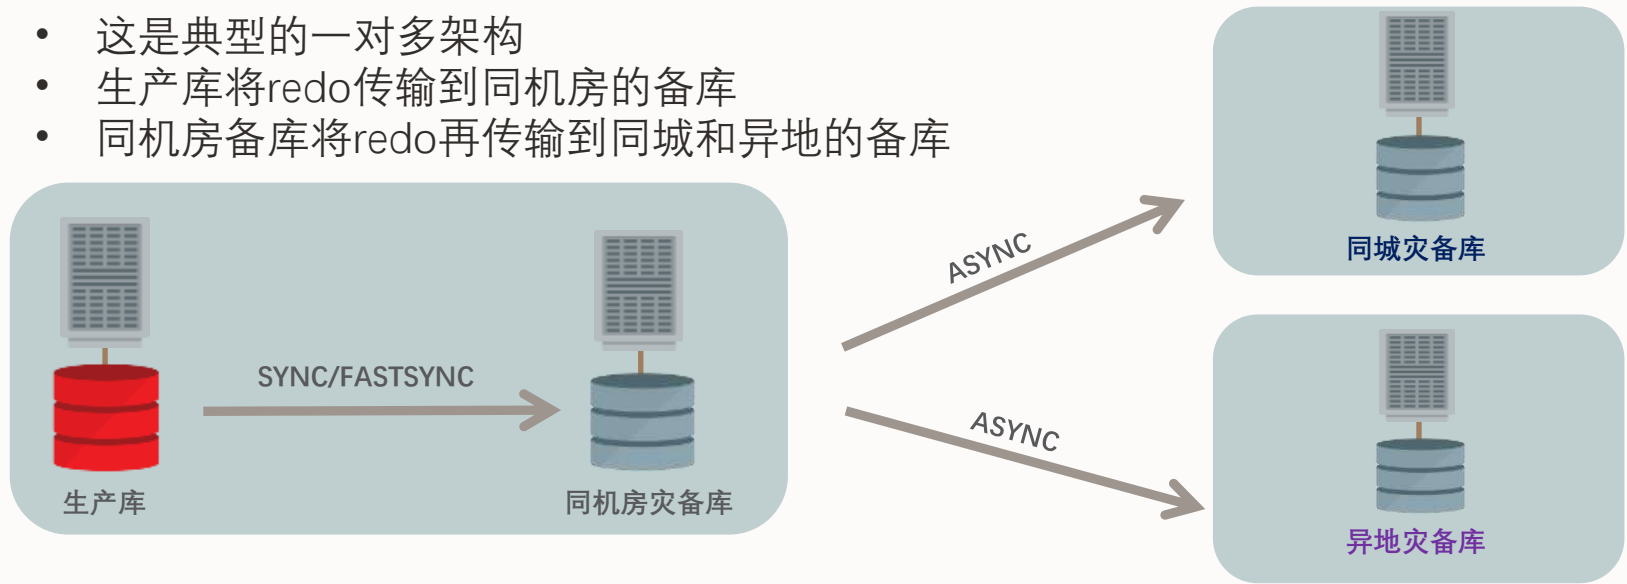 • 这是典型的一对多架构
• 生产库将redo传输到同机房的备库
• 同机房备库将redo再传输到同城和异地的备库
SYNC/FASTSYNC
生产库
同机房灾备库
ASYNC
ASYNC
同城灾备库
异地灾备库